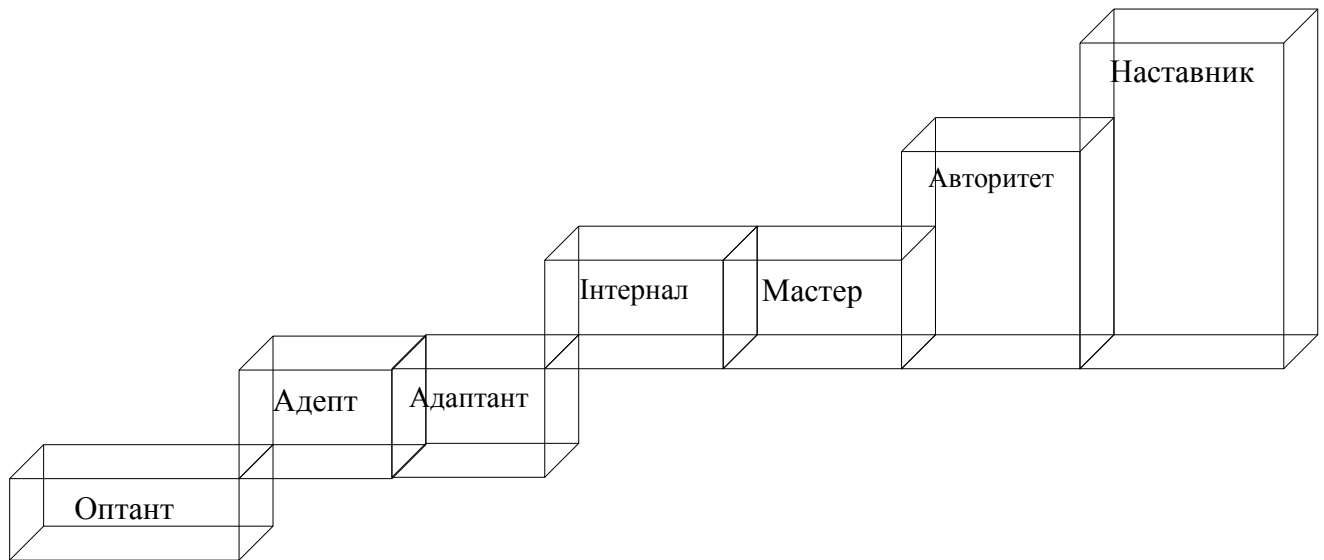 Наставник
Авторитет
Інтернал
Мастер
Адепт
Адаптант
Оптант